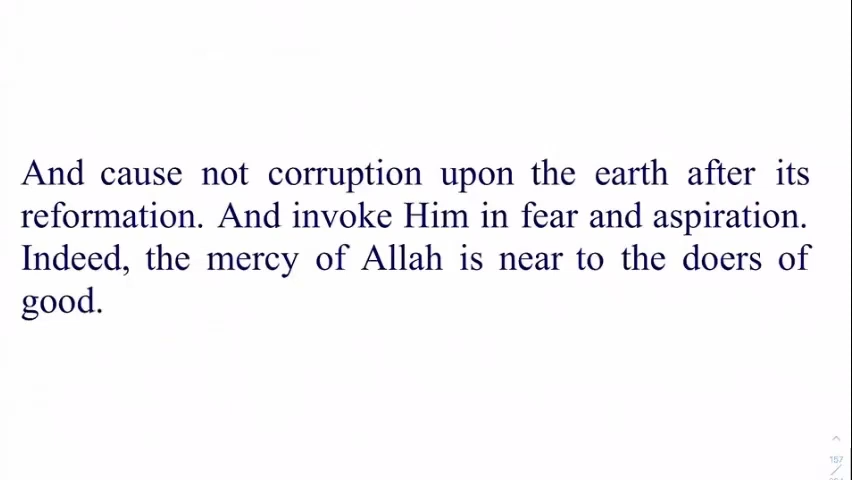 And cause not corruption upon the earth after its
reformation. And invoke Him in fear and aspiration.
Indeed, the mercy of Allah is near to the doers of
good.
157